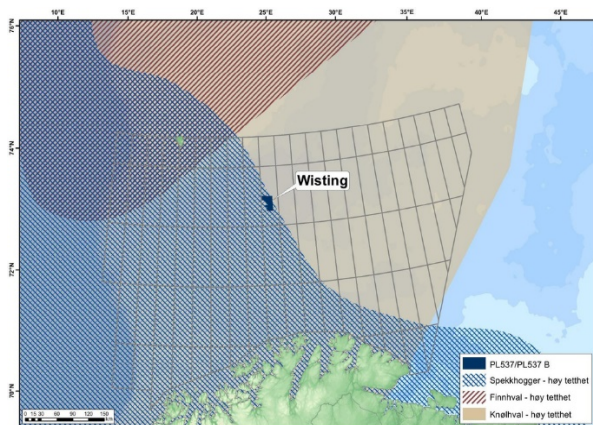 10°E 15°E 20°E 25°E 30°E 35°E 40°E 45°E
76°N
74°N
Wisting
72°N
70°N
PL537/PL537 B
Spekkhogger - høy tetthet
Finnhval - høy tetthet
Knølhval - høy tetthet
0 15 30 60 90 120 150